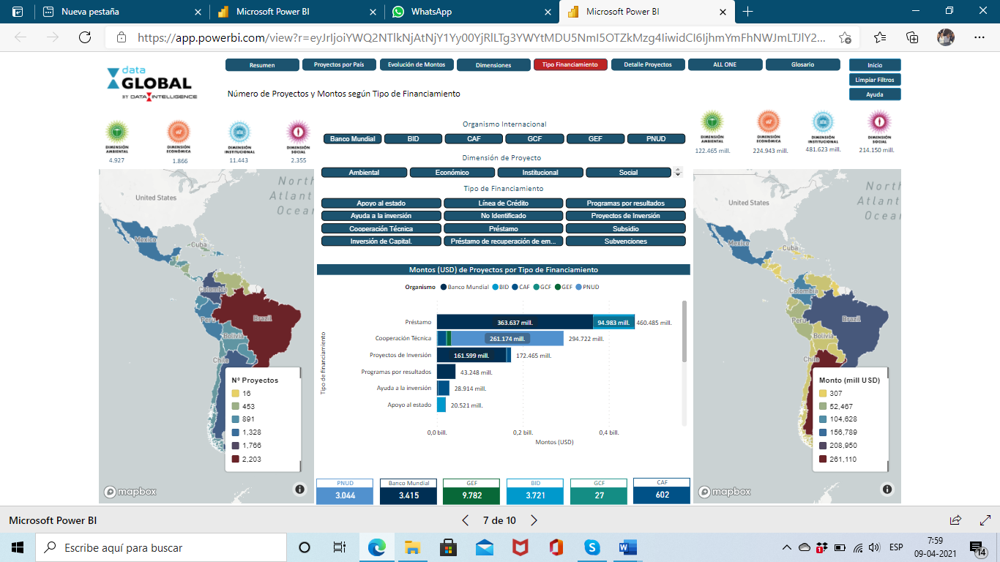 Nueva pestaña
Microsoft Power BI
WhatsApp
Microsoft Power BI
https://app.powerbi.com/view?r=eyJrIjoiYWQ2NTlkNjAtNjY1Yy00YjRlLTg3YWYtMDU5NmI5OTZkMzg4IiwidCI6IjhmYmFhNWJmLTJlY2...
data
GLOBAL
BY DATA INTELLIGENCE
Resumen
Proyectos por País
Evolución de Montos
Dimensiones
Tipo Financiamiento
Detalle Proyectos
ALL ONE
Glosario
Inicio
Limpiar Filtros
Ayuda
Número de Proyectos y Montos según Tipo de Financiamiento
DIMENSIÓN AMBIENTAL
4.927
DIMENSIÓN ECONÓMICA
1.866
DIMENSIÓN INSTITUCIONAL
11.443
DIMENSIÓN SOCIAL
2.355
Organismo Internacional
Banco Mundial
BID
CAF
GCF
GEF
PNUD
Dimensión de Proyecto
Ambiental
Económico
Institucional
Social
Tipo de Financiamiento
Apoyo al estado
Línea de Crédito
Programas por resultados
Ayuda a la inversión
No Identificado
Proyectos de Inversión
Cooperación Técnica
Préstamo
Subsidio
Inversión de Capital.
Préstamo de recuperación de em...
Subvenciones
DIMENSIÓN AMBIENTAL
122.465 mill.
DIMENSIÓN ECONÓMICA
224.943 mill.
DIMENSIÓN INSTITUCIONAL
481.623 mill.
DIMENSIÓN SOCIAL
214.150 mill.
North
Atlantic
Ocean
United States
Mexico
Cuba
Colombia
Peru
Brazil
Bolivia
Chile
Nº Proyectos
16
453
891
1,328
1,766
2,203
mapbox
Montos (USD) de Proyectos por Tipo de Financiamiento
Organismo
Banco Mundial
BID
CAF
GCF
GEF
PNUD
Tipo de financiamiento
Préstamo
363.637 mill.
94.983 mill.
460.485 mill.
Cooperación Técnica
261.174 mill.
294.722 mill.
Proyectos de Inversión
161.599 mill.
172.465 mill.
Programas por resultados
43.248 mill.
Ayuda a la inversión
28.914 mill.
Apoyo al estado
20.521 mill.
0,0 bill.
0,2 bill.
0,4 bill.
Montos (USD)
PNUD
3.044
Banco Mundial
3.415
GEF
9.782
BID
3.721
GCF
27
CAF
602
North
Atlantic
Ocea
United States
Mexico
Cuba
Colombia
Peru
Brazil
Bolivia
Chile
Monto (mill USD)
307
52,467
104,628
156,789
208,950
261,110
mapbox
Microsoft Power BI
7 de 10
Escribe aquí para buscar
ESP
7:59
09-04-2021
14